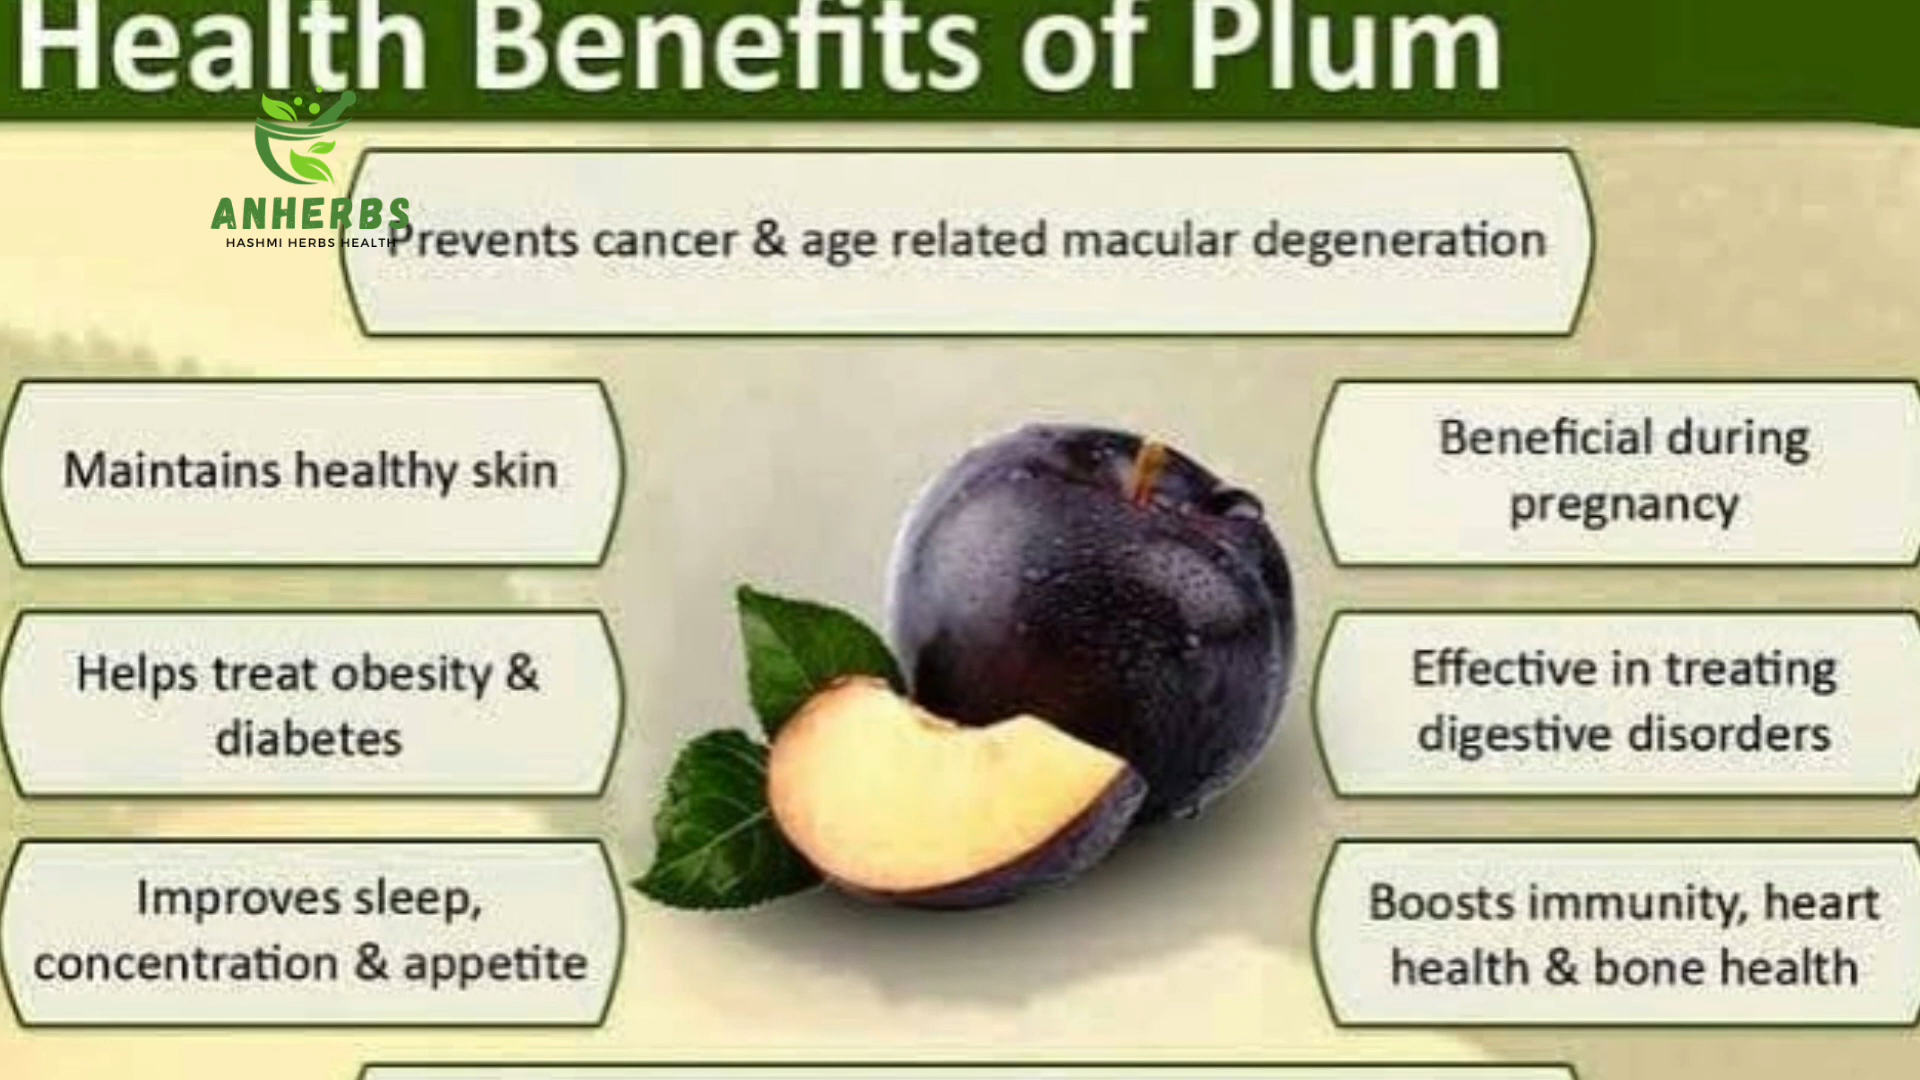 Health Benefits of Plum
ANHERBS
HASHMI HERBS HEALTH
Prevents cancer & age related macular degeneration
Maintains healthy skin
Beneficial during
pregnancy
Helps treat obesity &
diabetes
Effective in treating
digestive disorders
Improves sleep,
concentration & appetite
Boosts immunity, heart
health & bone health